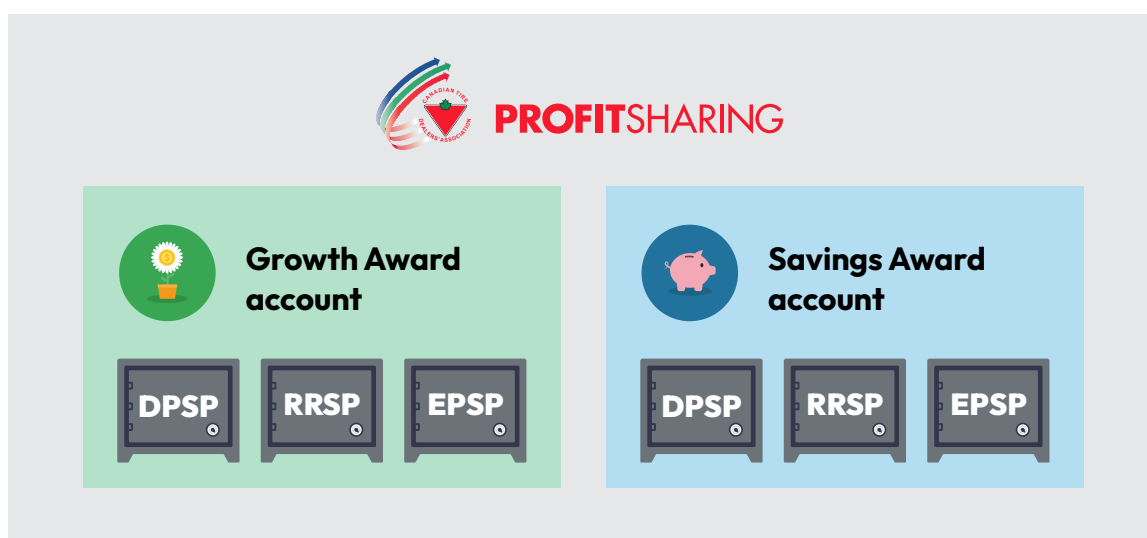 CANADIAN TIRE
DEALERS' ASSOCIATION
PROFITSHARING
Growth Award
account
DPSP
RRSP
EPSP
Savings Award
account
DPSP
RRSP
EPSP